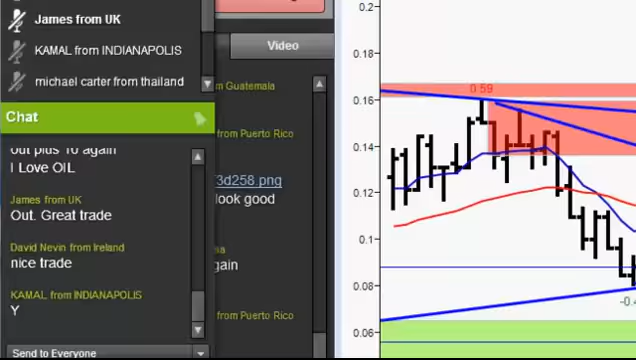 James from UK
KAMAL from INDIANAPOLIS
michael carter from thailand
Chat
out plus 10 again
I Love OIL
James from UK
Out. Great trade
David Nevin from Ireland
nice trade
KAMAL from INDIANAPOLIS
Y
Send to Everyone
Video
m Guatemala
from Puerto Rico
3d258.png
look good
sa
gain
from Puerto Rico
0.2
0.16
0.14
0.12
0.1
0.08
0.06
0.59